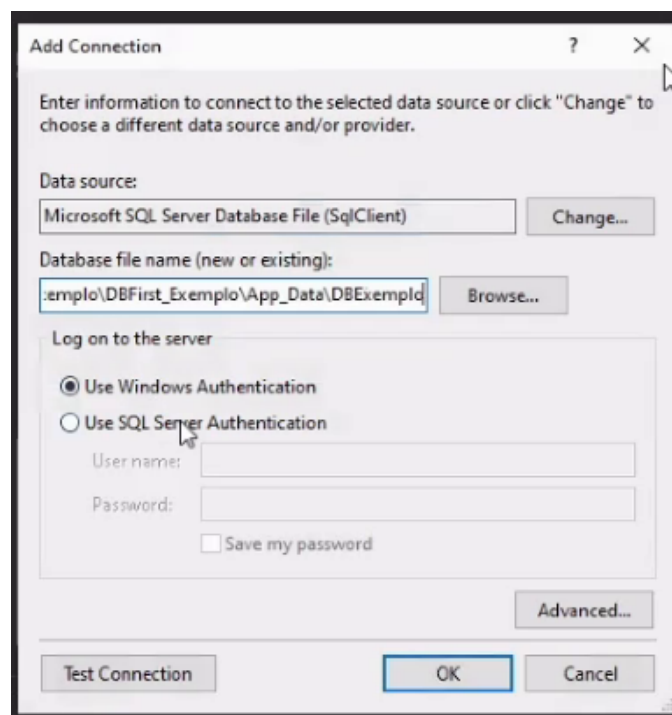 Add Connection
?
Enter information to connect to the selected data source or click "Change" to
choose a different data source and/or provider.
Data source:
Microsoft SQL Server Database File (SqlClient)
Change...
Database file name (new or existing):
:emplo\DBFirst_Exemplo\App_Data\DBExemplo
Browse...
Log on to the server
Use Windows Authentication
Use SQL Server Authentication
User name:
Password:
Save my password
Advanced...
Test Connection
OK
Cancel